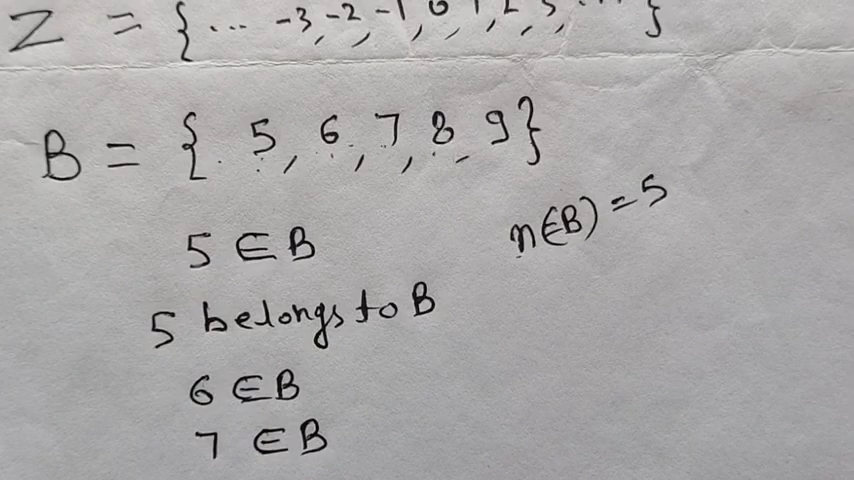 Z = {... -3, -2, -1, 0, 1, 2, 3, ... }
B = { 5, 6, 7, 8, 9}
5 ∈ B
n(∈B) = 5
5 belongs to B
6 ∈ B
7 ∈ B